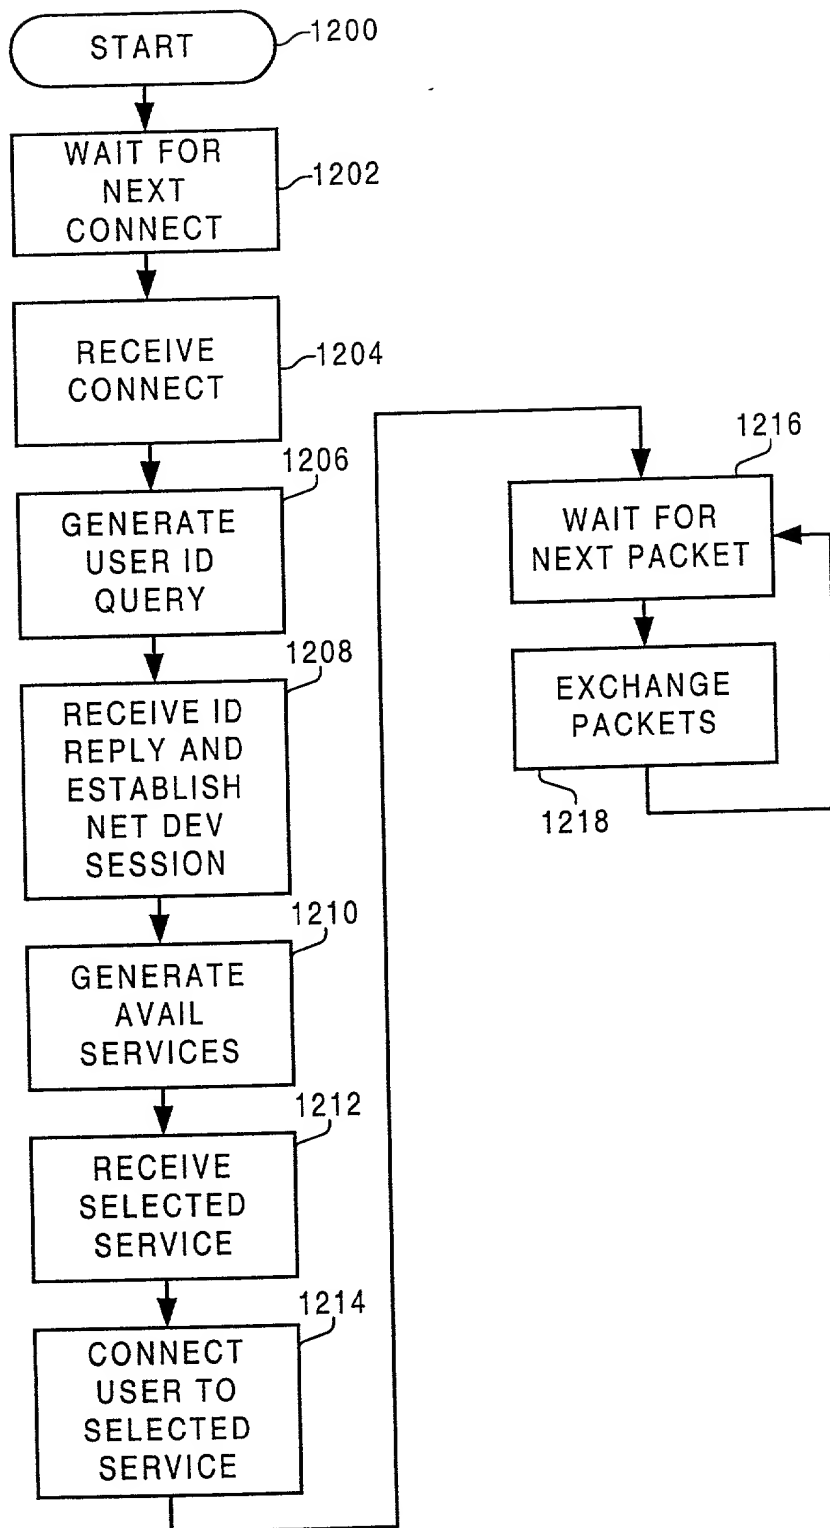 START
1200
WAIT FOR
NEXT
CONNECT
1202
RECEIVE
CONNECT
1204
1206
GENERATE
USER ID
QUERY
1208
RECEIVE ID
REPLY AND
ESTABLISH
NET DEV
SESSION
1210
GENERATE
AVAIL
SERVICES
1212
RECEIVE
SELECTED
SERVICE
1214
CONNECT
USER TO
SELECTED
SERVICE
1216
WAIT FOR
NEXT PACKET
EXCHANGE
PACKETS
1218